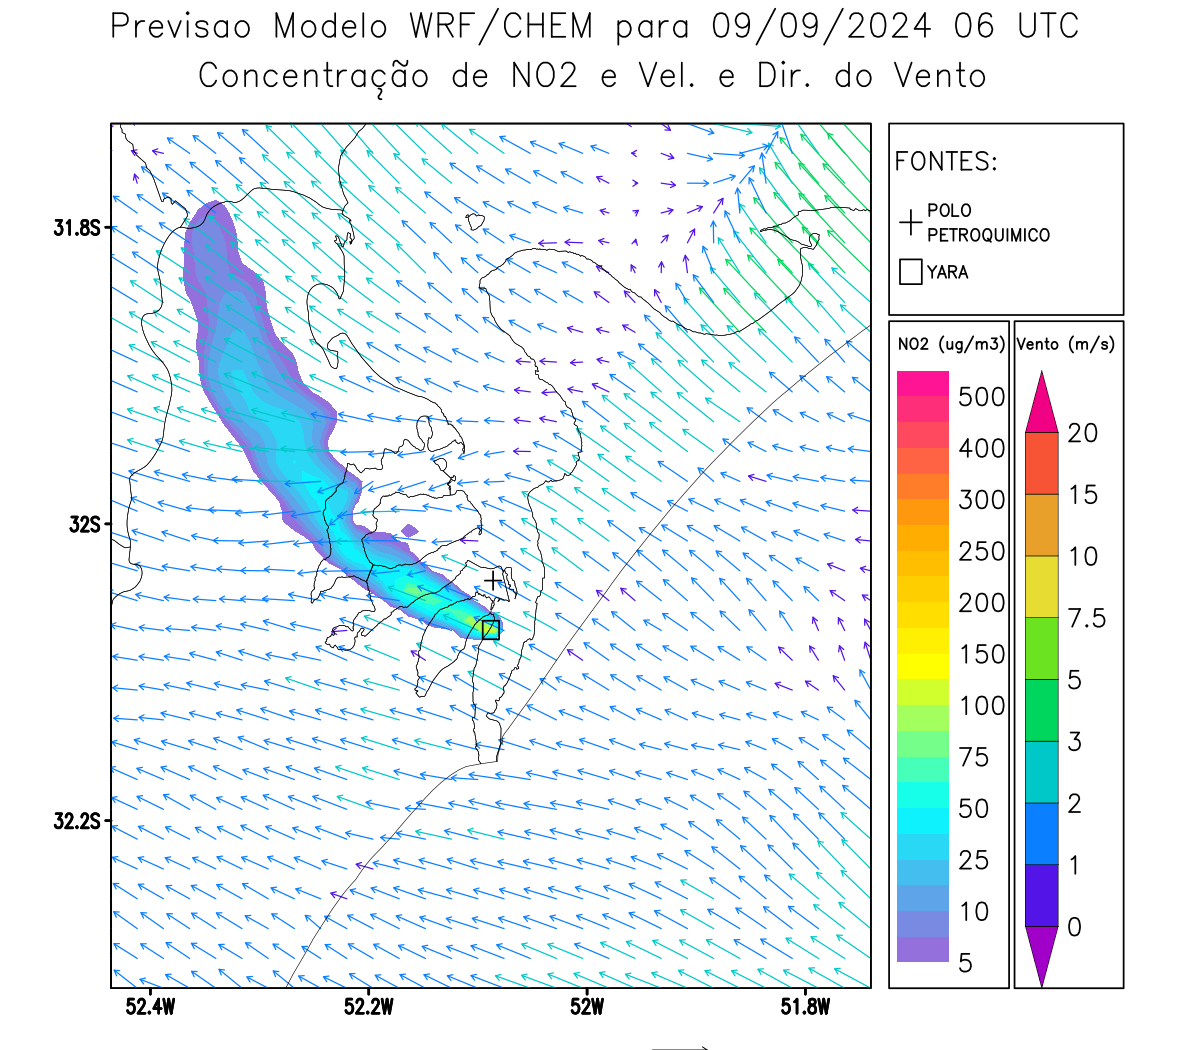 Previsao Modelo WRF/CHEM para 09/09/2024 06 UTC
Concentração de NO2 e Vel. e Dir. do Vento
FONTES:
POLO
PETROQUIMICO
YARA
31.8S
32S
32.2S
52.4W 52.2W 52W 51.8W
NO2 (ug/m3)
500
400
300
250
200
150
100
75
50
25
10
5
Vento (m/s)
20
15
10
7.5
5
3
2
1
0